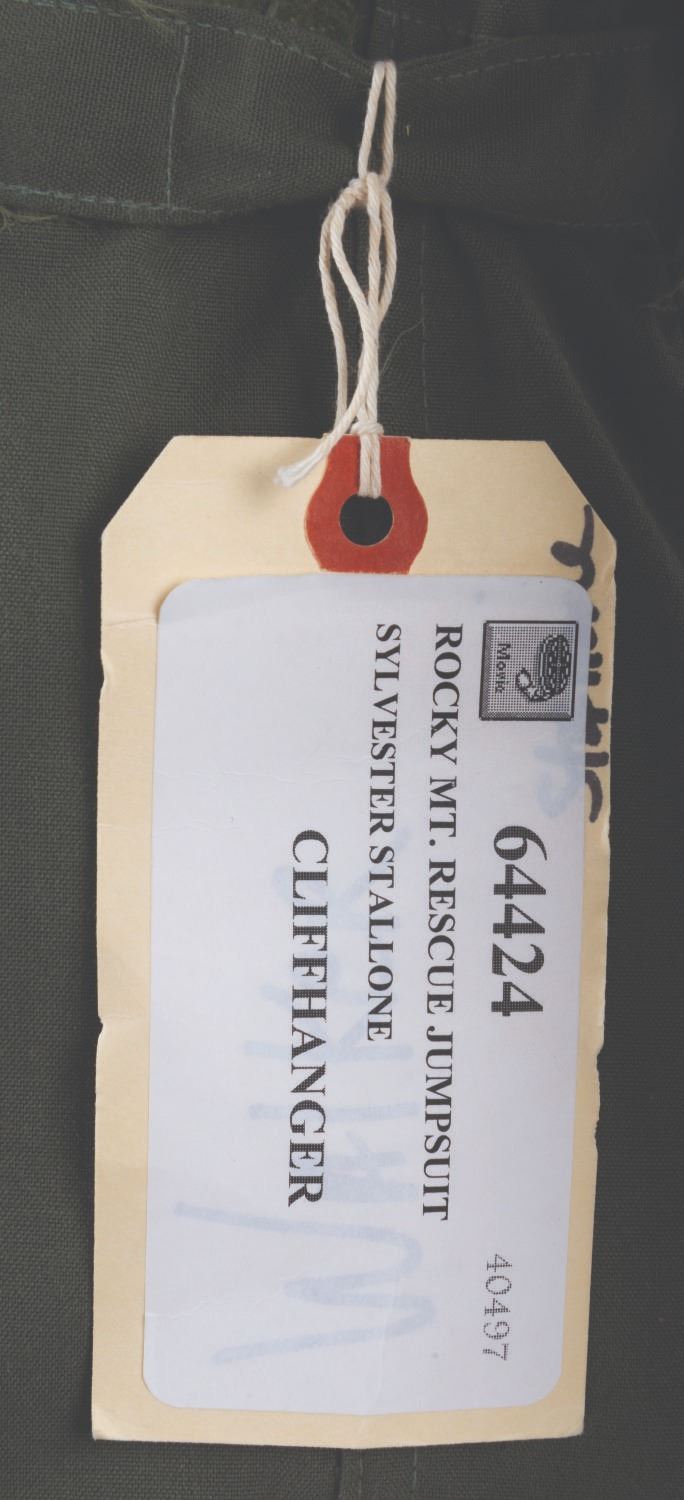 Movie
64424
40497
ROCKY MT. RESCUE JUMPSUIT
SYLVESTER STALLONE
CLIFFHANGER